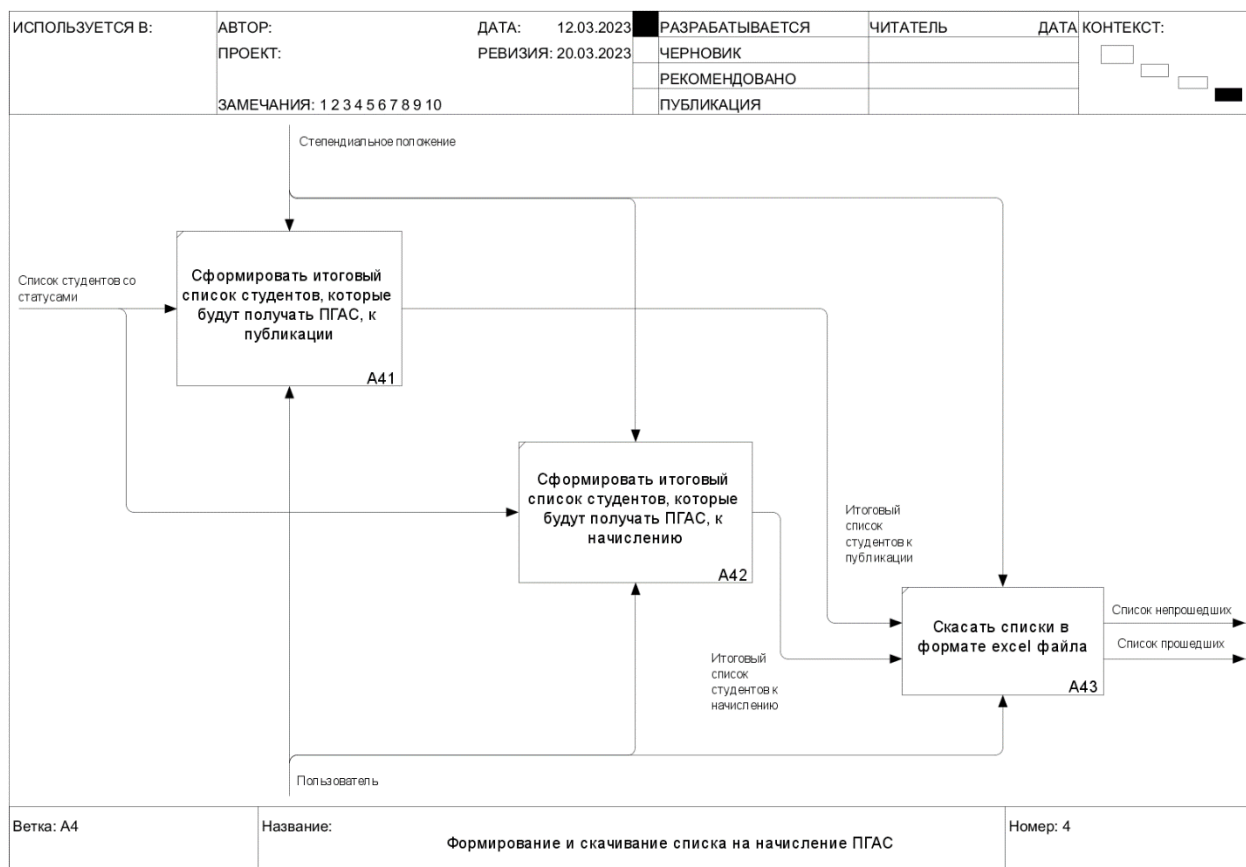 ИСПОЛЬЗУЕТСЯ В:
АВТОР:
ДАТА: 12.03.2023
РАЗРАБАТЫВАЕТСЯ
ЧИТАТЕЛЬ
ДАТА
КОНТЕКСТ:
ПРОЕКТ:
РЕВИЗИЯ: 20.03.2023
ЧЕРНОВИК
РЕКОМЕНДОВАНО
ЗАМЕЧАНИЯ: 1 2 3 4 5 6 7 8 9 10
ПУБЛИКАЦИЯ
Степендиальное положение
Список студентов со
статусами
Сформировать итоговый
список студентов, которые
будут получать ПГАС, к
публикации
A41
Сформировать итоговый
список студентов, которые
будут получать ПГАС, к
начислению
A42
Итоговый
список
студентов к
публикации
Итоговый
список
студентов к
начислению
Скасать списки в
формате excel файла
A43
Список непрошедших
Список прошедших
Пользователь
Ветка: A4
Название:
Формирование и скачивание списка на начисление ПГАС
Номер: 4